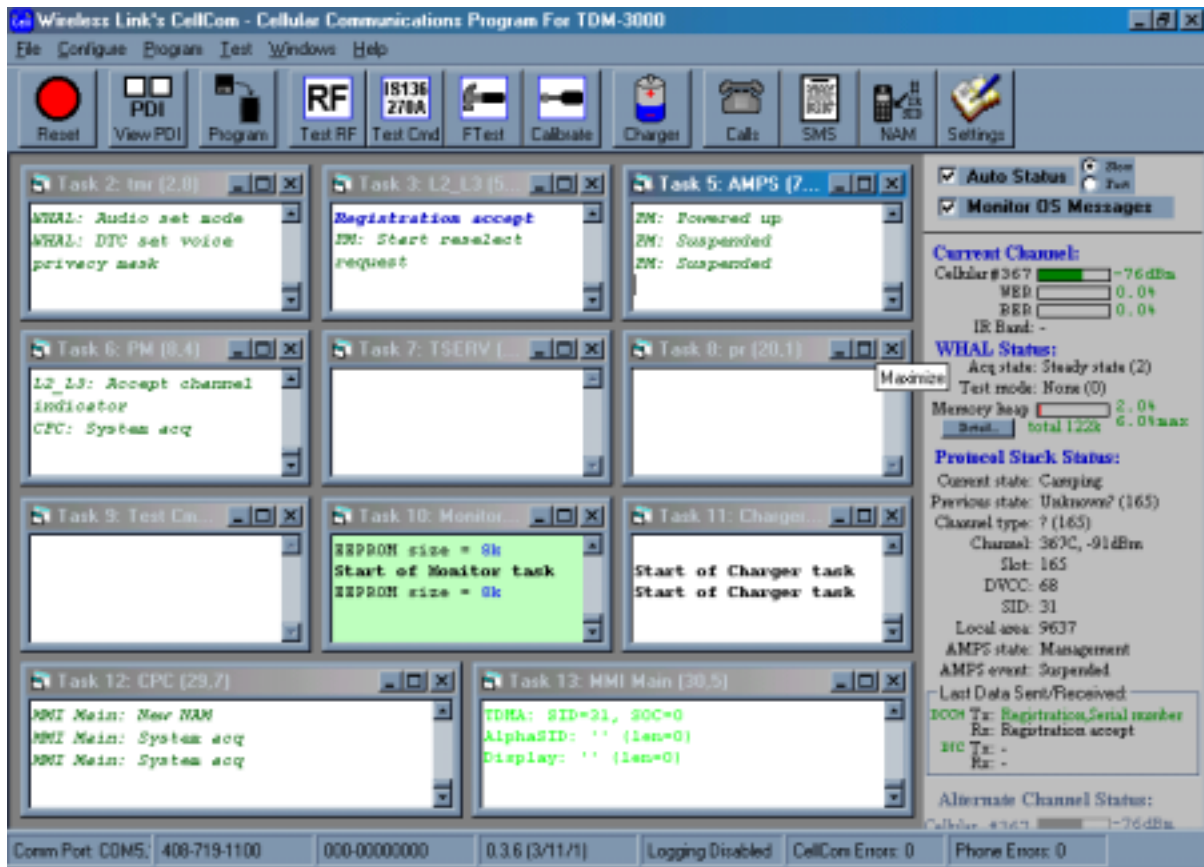 Wireless Link's CellCom - Cellular Communications Program For TDM-3000
File Configure Program Test Windows Help
PDI
RF
IS136
270A
Reset View PDI Program Test RF Test Cmd FTest Calibrate Charger Calls SMS NAM Settings
Task 2: tmr (2,0)
WHAL: Audio set mode
WHAL: DTC set voice
privacy mask
Task 3: L2_L3 (5...
Registration accept
PM: Start reselect
request
Task 5: AMPS (7...
PM: Powered up
PM: Suspended
PM: Suspended
Task 6: PM (8,4)
L2_L3: Accept channel
indicator
CPC: System acq
Task 7: TSERV (...
Task 8: pr (20,1)
Maximize
Task 9: Test Cm...
Task 10: Monitor...
EEPROM size = 8k
Start of Monitor task
EEPROM size = 8k
Task 11: Charger...
Start of Charger task
Start of Charger task
Task 12: CPC (29,7)
MMI Main: New NAM
MMI Main: System acq
MMI Main: System acq
Task 13: MMI Main (30,5)
TDMA: SID=31, SOC=0
AlphaSID: '' (len=0)
Display: '' (len=0)
Auto Status
Slow
Fast
Monitor OS Messages
Current Channel:
Cellular #367 -76dBm
WER 0.0%
BER 0.0%
IR Band: -
WHAL Status:
Acq state: Steady state (2)
Test mode: None (0)
Memory heap 2.0%
Detail.. total 122k 6.0%max
Protocol Stack Status:
Current state: Camping
Previous state: Unknown? (165)
Channel type: ? (165)
Channel: 367C, -91dBm
Slot: 165
DVCC: 68
SID: 31
Local area: 9637
AMPS state: Management
AMPS event: Suspended
Last Data Sent/Received:
DCCH Tx: Registration,Serial number
Rx: Registration accept
DTC Tx: -
Rx: -
Alternate Channel Status:
Cellular #367 -76dBm
Comm Port: COM5, 408-719-1100 000-00000000 0.3.6 (3/11/1) Logging Disabled CellCom Errors: 0 Phone Errors: 0